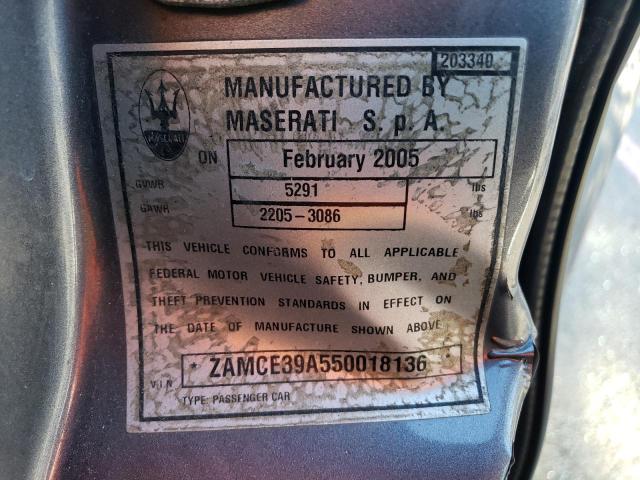 203340
MASERATI
MANUFACTURED BY
MASERATI S. p A.
ON February 2005
GVWR 5291 lbs
GAWR 2205-3086 lbs
THIS VEHICLE CONFORMS TO ALL APPLICABLE
FEDERAL MOTOR VEHICLE SAFETY, BUMPER, AND
THEFT PREVENTION STANDARDS IN EFFECT ON
THE DATE OF MANUFACTURE SHOWN ABOVE
V.I.N * ZAMCE39A550018136 *
TYPE: PASSENGER CAR